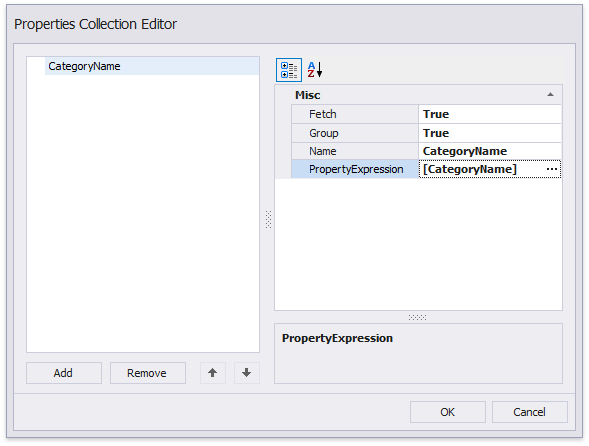 Properties Collection Editor
CategoryName
A
Z
Misc
Fetch True
Group True
Name CategoryName
PropertyExpression [CategoryName] ...
PropertyExpression
Add Remove
OK Cancel